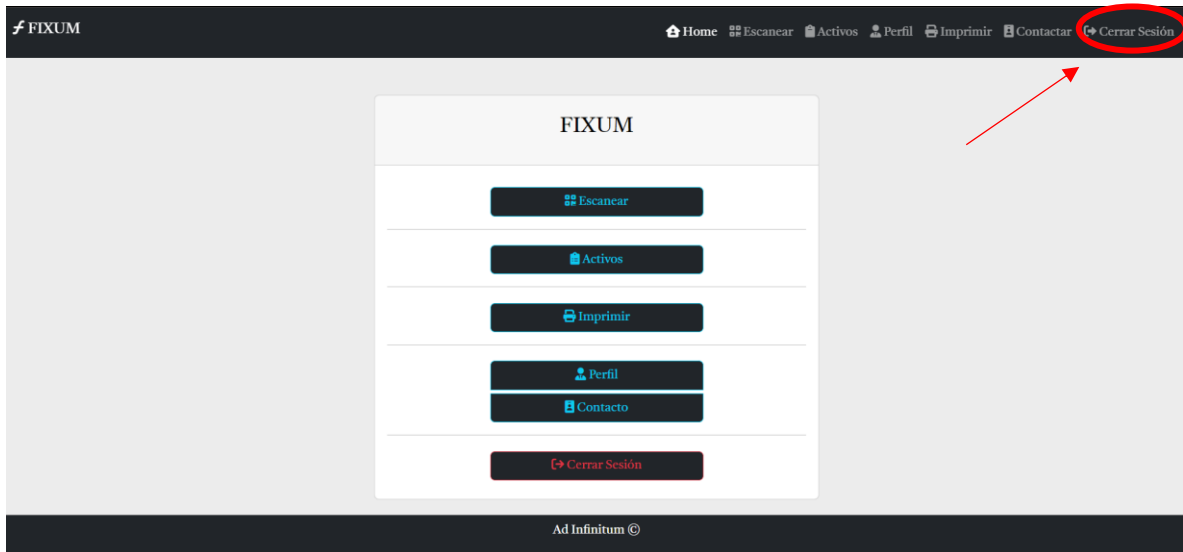 FIXUM
Home Escanear Activos Perfil Imprimir Contactar Cerrar Sesión
FIXUM
Escanear
Activos
Imprimir
Perfil
Contacto
Cerrar Sesión
Ad Infinitum ©